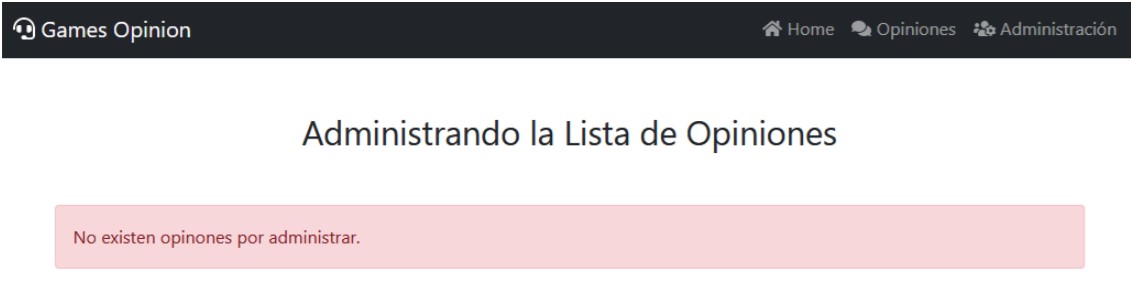 Games Opinion Home Opiniones Administración
Administrando la Lista de Opiniones
No existen opinones por administrar.